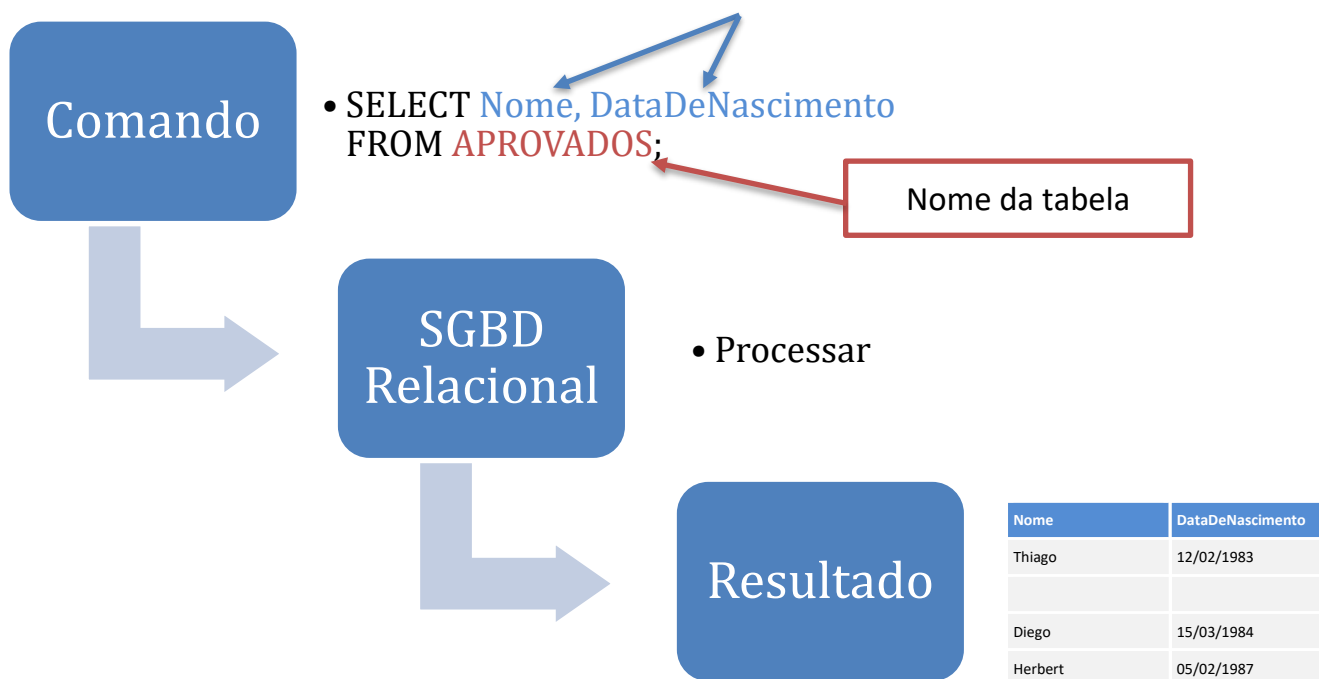 Comando
• SELECT Nome, DataDeNascimento
FROM APROVADOS;
Nome da tabela
SGBD
Relacional
• Processar
Resultado
Nome DataDeNascimento
Thiago 12/02/1983
Diego 15/03/1984
Herbert 05/02/1987